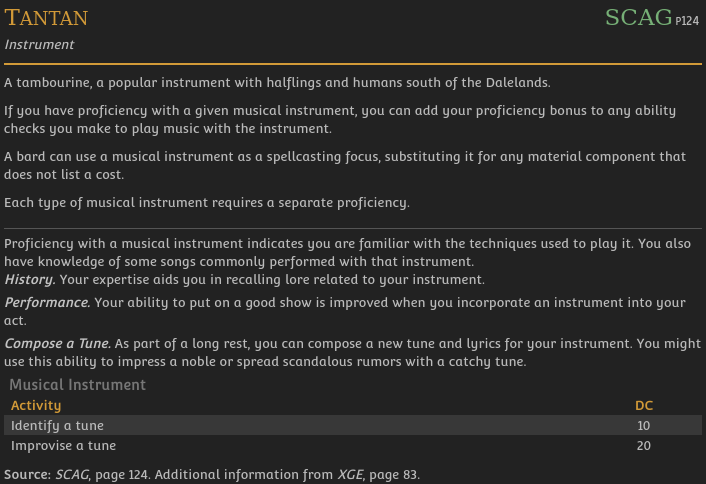 TANTAN SCAG P124
Instrument
A tambourine, a popular instrument with halflings and humans south of the Dalelands.
If you have proficiency with a given musical instrument, you can add your proficiency bonus to any ability
checks you make to play music with the instrument.
A bard can use a musical instrument as a spellcasting focus, substituting it for any material component that
does not list a cost.
Each type of musical instrument requires a separate proficiency.
Proficiency with a musical instrument indicates you are familiar with the techniques used to play it. You also
have knowledge of some songs commonly performed with that instrument.
History. Your expertise aids you in recalling lore related to your instrument.
Performance. Your ability to put on a good show is improved when you incorporate an instrument into your
act.
Compose a Tune. As part of a long rest, you can compose a new tune and lyrics for your instrument. You might
use this ability to impress a noble or spread scandalous rumors with a catchy tune.
Musical Instrument
Activity DC
Identify a tune 10
Improvise a tune 20
Source: SCAG, page 124. Additional information from XGE, page 83.